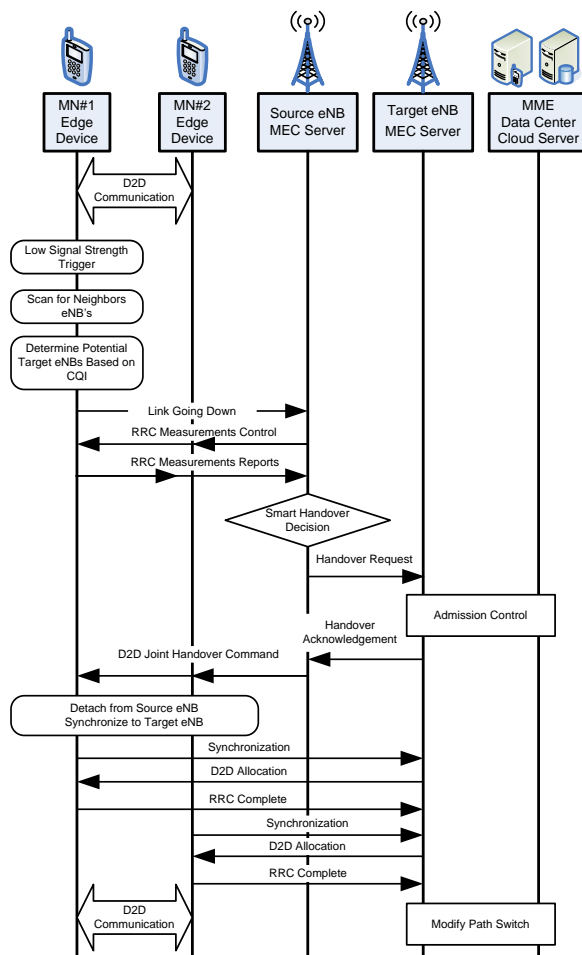 MN#1
Edge
Device
MN#2
Edge
Device
Source eNB
MEC Server
Target eNB
MEC Server
MME
Data Center
Cloud Server
D2D
Communication
Low Signal Strength
Trigger
Scan for Neighbors
eNB's
Determine Potential
Target eNBs Based on
CQI
Link Going Down
RRC Measurements Control
RRC Measurements Reports
Smart Handover
Decision
Handover Request
Admission Control
Handover
Acknowledgement
D2D Joint Handover Command
Detach from Source eNB
Synchronize to Target eNB
Synchronization
D2D Allocation
RRC Complete
Synchronization
D2D Allocation
RRC Complete
D2D
Communication
Modify Path Switch